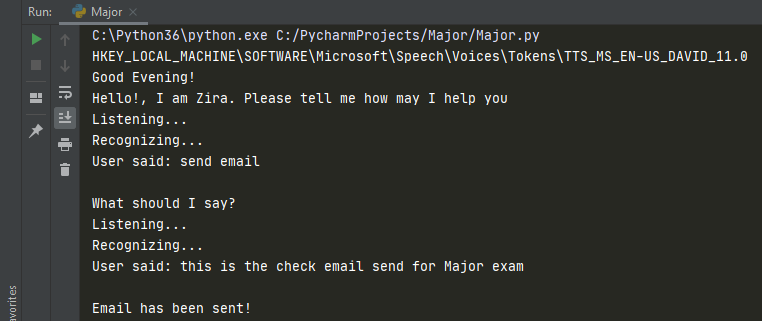 Run: Major
C:\Python36\python.exe C:/PycharmProjects/Major/Major.py
HKEY_LOCAL_MACHINE\SOFTWARE\Microsoft\Speech\Voices\Tokens\TTS_MS_EN-US_DAVID_11.0
Good Evening!
Hello!, I am Zira. Please tell me how may I help you
Listening...
Recognizing...
User said: send email
What should I say?
Listening...
Recognizing...
User said: this is the check email send for Major exam
Email has been sent!
avorites